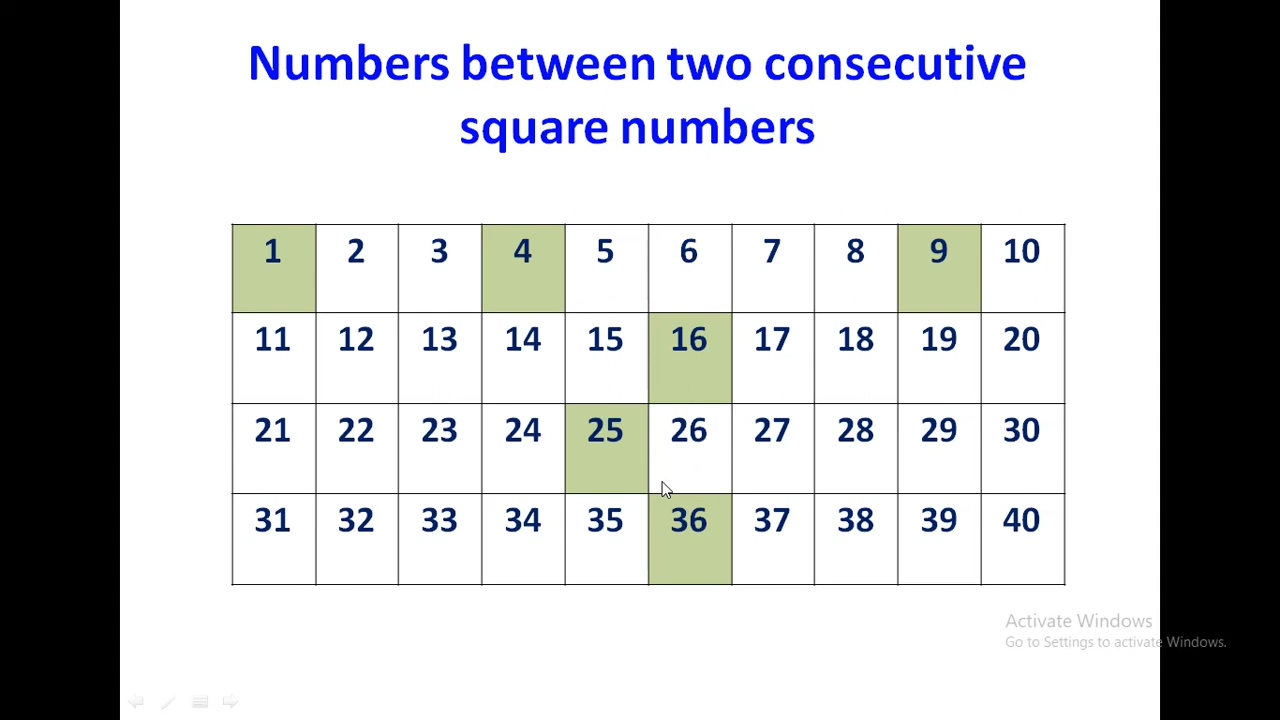 Numbers between two consecutive
square numbers
1 2 3 4 5 6 7 8 9 10
11 12 13 14 15 16 17 18 19 20
21 22 23 24 25 26 27 28 29 30
31 32 33 34 35 36 37 38 39 40
Activate Windows
Go to Settings to activate Windows.